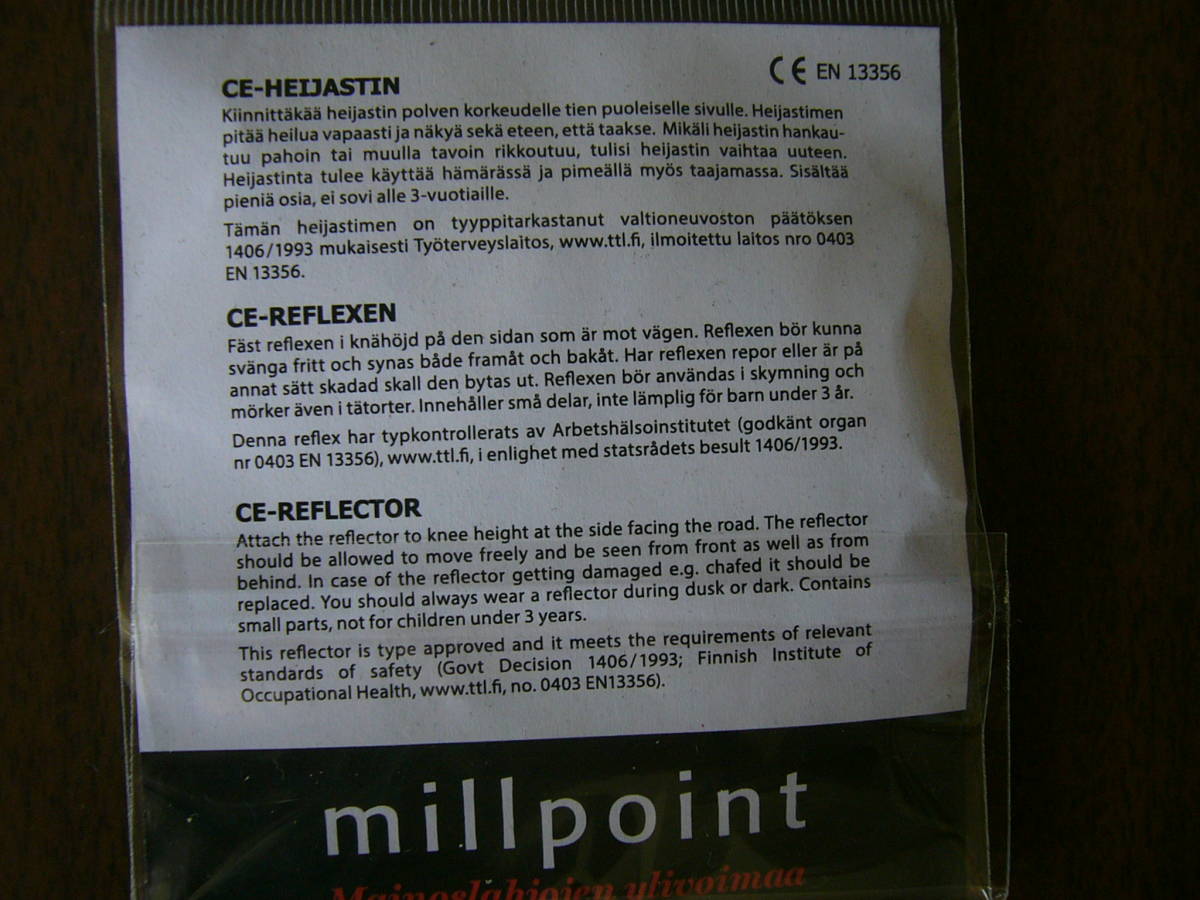 CE EN 13356
CE-HEIJASTIN
Kiinnittäkää heijastin polven korkeudelle tien puoleiselle sivulle. Heijastimen
pitää heilua vapaasti ja näkyä sekä eteen, että taakse. Mikäli heijastin hankau-
tuu pahoin tai muulla tavoin rikkoutuu, tulisi heijastin vaihtaa uuteen.
Heijastinta tulee käyttää hämärässä ja pimeällä myös taajamassa. Sisältää
pieniä osia, ei sovi alle 3-vuotiaille.
Tämän heijastimen on tyyppitarkastanut valtioneuvoston päätöksen
1406/1993 mukaisesti Työterveyslaitos, www.ttl.fi, ilmoitettu laitos nro 0403
EN 13356.
CE-REFLEXEN
Fäst reflexen i knähöjd på den sidan som är mot vägen. Reflexen bör kunna
svänga fritt och synas både framåt och bakåt. Har reflexen repor eller är på
annat sätt skadad skall den bytas ut. Reflexen bör användas i skymning och
mörker även i tätorter. Innehåller små delar, inte lämplig för barn under 3 år.
Denna reflex har typkontrollerats av Arbetshälsoinstitutet (godkänt organ
nr 0403 EN 13356), www.ttl.fi, i enlighet med statsrådets besult 1406/1993.
CE-REFLECTOR
Attach the reflector to knee height at the side facing the road. The reflector
should be allowed to move freely and be seen from front as well as from
behind. In case of the reflector getting damaged e.g. chafed it should be
replaced. You should always wear a reflector during dusk or dark. Contains
small parts, not for children under 3 years.
This reflector is type approved and it meets the requirements of relevant
standards of safety (Govt Decision 1406/1993; Finnish Institute of
Occupational Health, www.ttl.fi, no. 0403 EN13356).
millpoint
Mainoslahjojen ylivoimaa